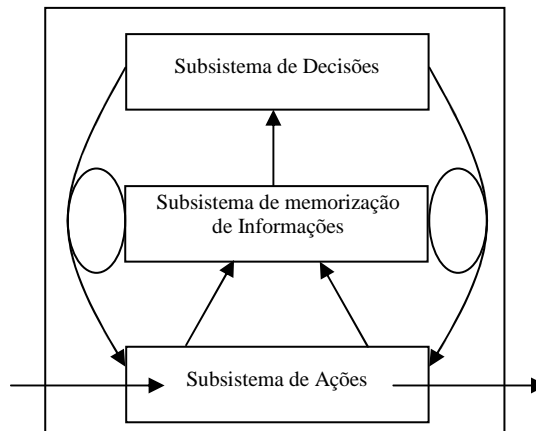 Subsistema de Decisões
Subsistema de memorização
de Informações
Subsistema de Ações